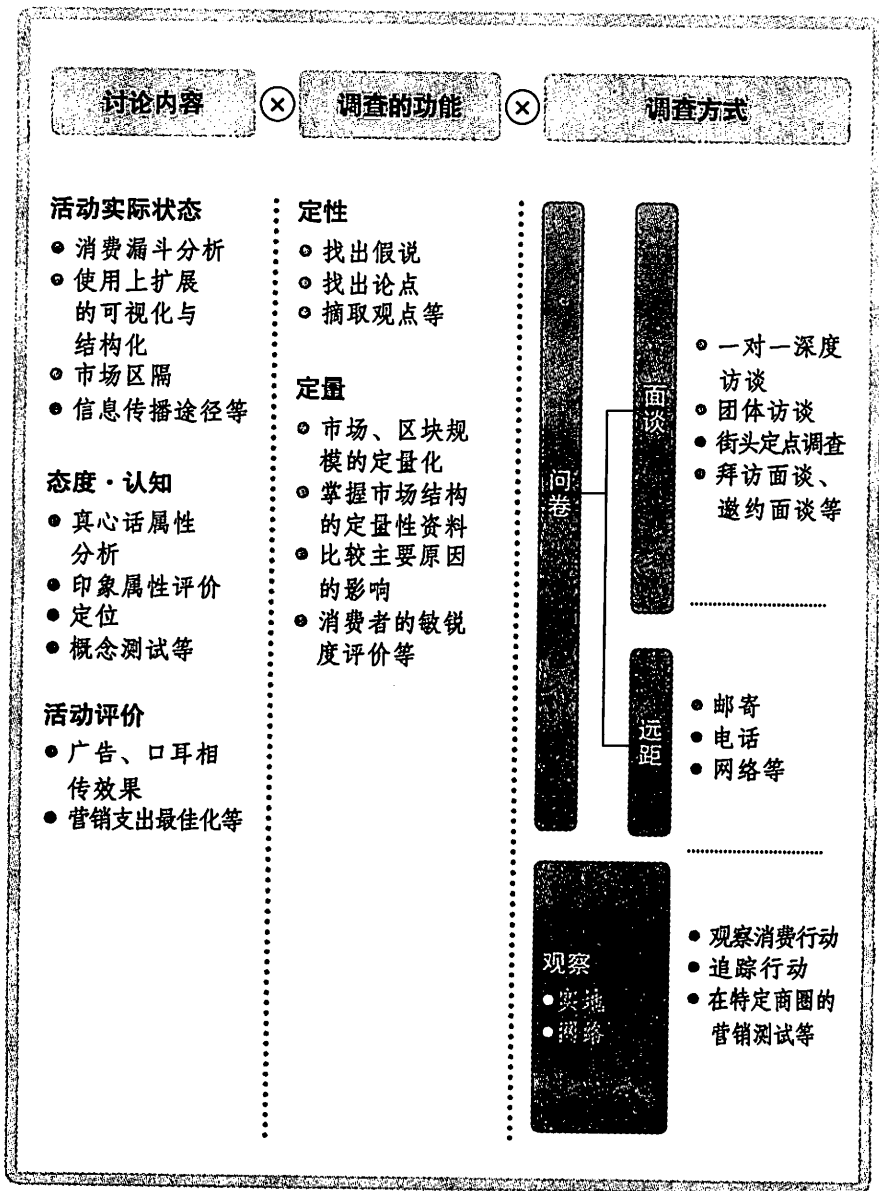 讨论内容 × 调查的功能 × 调查方式
活动实际状态
● 消费漏斗分析
● 使用上扩展
的可视化与
结构化
● 市场区隔
● 信息传播途径等
态度·认知
● 真心话属性
分析
● 印象属性评价
● 定位
● 概念测试等
活动评价
● 广告、口耳相
传效果
● 营销支出最佳化等
定性
● 找出假说
● 找出论点
● 摘取观点等
定量
● 市场、区块规
模的定量化
● 掌握市场结构
的定量性资料
● 比较主要原因
的影响
● 消费者的敏锐
度评价等
问卷
面谈
● 一对一深度
访谈
● 团体访谈
● 街头定点调查
● 拜访面谈、
邀约面谈等
远距
● 邮寄
● 电话
● 网络等
观察
● 实地
● 网络
● 观察消费行动
● 追踪行动
● 在特定商圈的
营销测试等